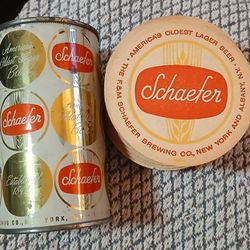 America's
Oldest Lager
Beer
Schaefer
Schaefer
Established
Schaefer
YORK,
AMERICA'S OLDEST LAGER BEER
Schaefer
THE F&M SCHAEFER BREWING CO., NEW YORK AND ALBANY,